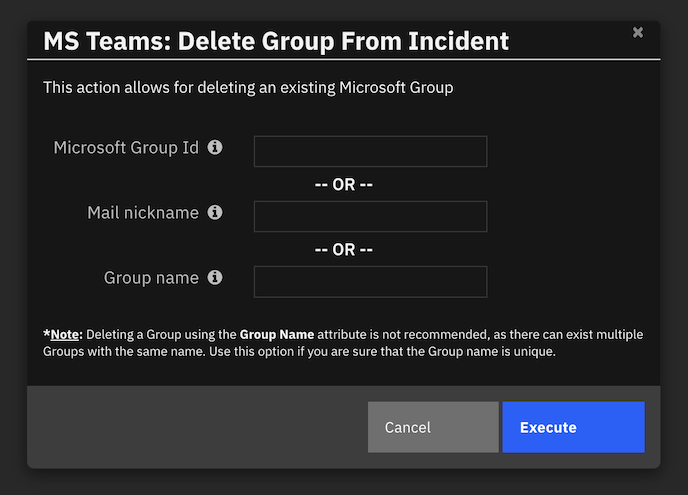 MS Teams: Delete Group From Incident
×
This action allows for deleting an existing Microsoft Group
Microsoft Group Id
-- OR --
Mail nickname
-- OR --
Group name
*Note: Deleting a Group using the Group Name attribute is not recommended, as there can exist multiple
Groups with the same name. Use this option if you are sure that the Group name is unique.
Cancel
Execute